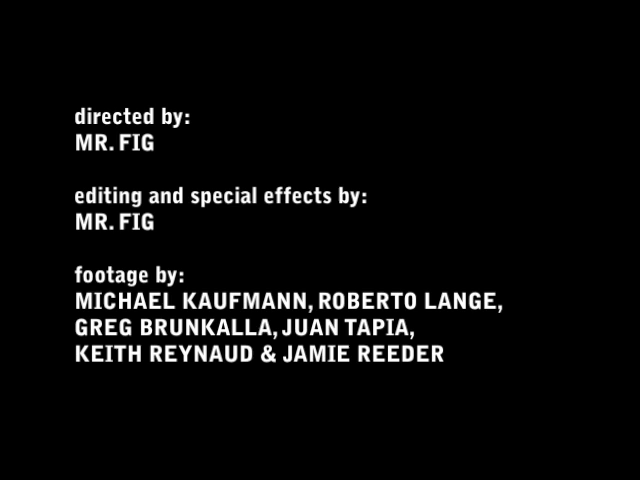 directed by:
MR. FIG
editing and special effects by:
MR. FIG
footage by:
MICHAEL KAUFMANN, ROBERTO LANGE,
GREG BRUNKALLA, JUAN TAPIA,
KEITH REYNAUD & JAMIE REEDER